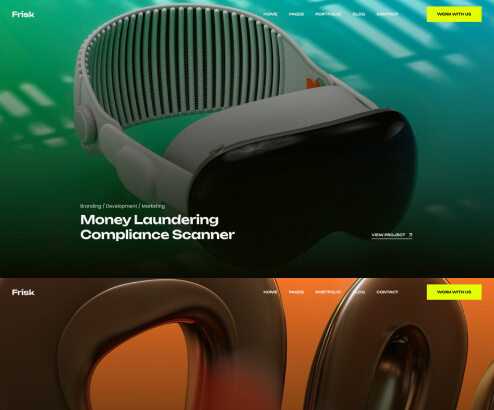 Frisk
HOME PAGES PORTFOLIO BLOG CONTACT WORK WITH US
Branding / Development / Marketing
Money Laundering
Compliance Scanner
VIEW PROJECT
Frisk
HOME PAGES PORTFOLIO BLOG CONTACT WORK WITH US